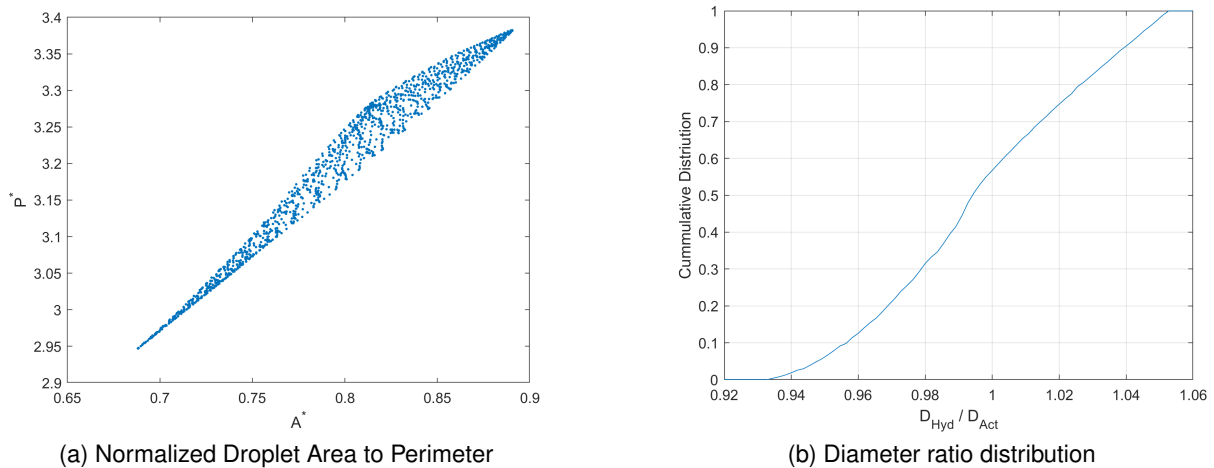 3.4
3.35
3.3
3.25
3.2
3.15
3.1
3.05
3
2.95
2.9
P*
0.65 0.7 0.75 0.8 0.85 0.9
A*
(a) Normalized Droplet Area to Perimeter
1
0.9
0.8
0.7
0.6
0.5
0.4
0.3
0.2
0.1
0
Cummulative Distriution
0.92 0.94 0.96 0.98 1 1.02 1.04 1.06
D_Hyd / D_Act
(b) Diameter ratio distribution